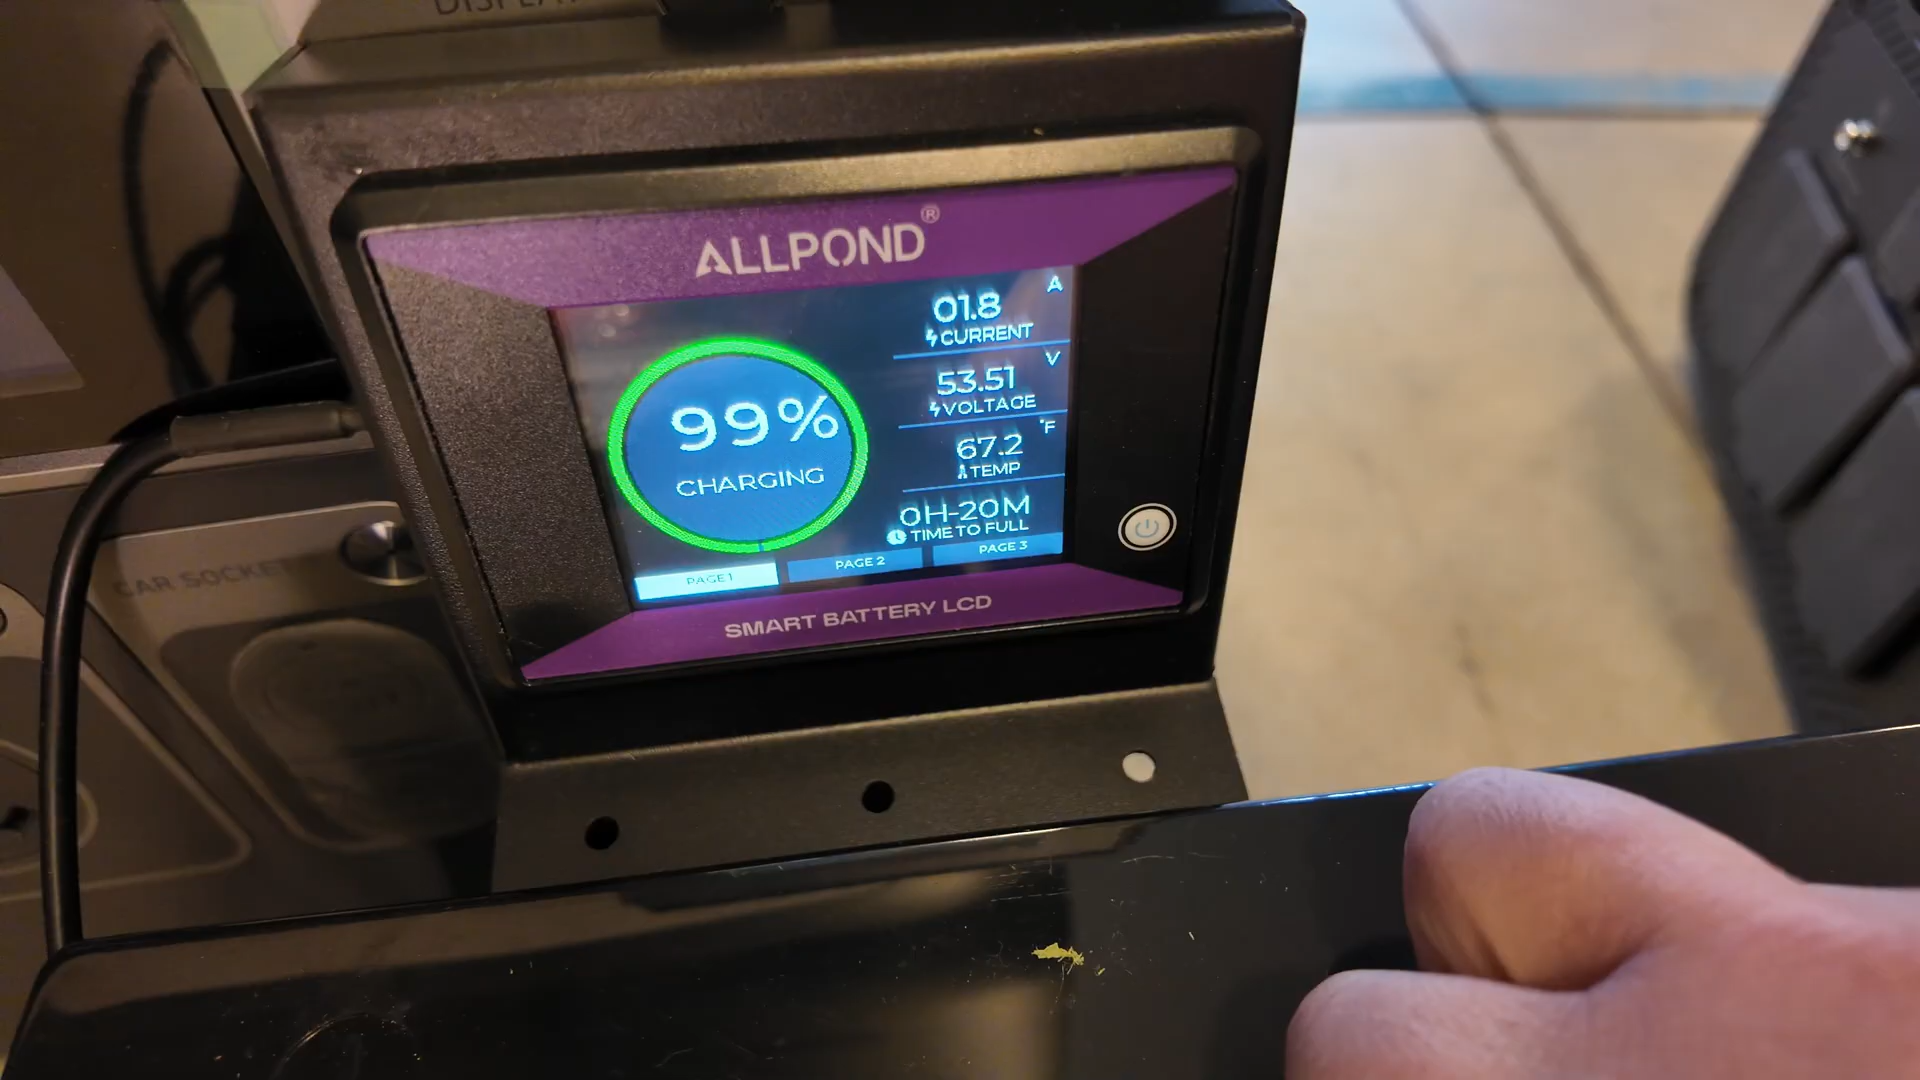 DISPLAY
ALLPOND®
A
01.8
CURRENT
V
53.51
VOLTAGE
°F
67.2
TEMP
0H-20M
TIME TO FULL
99%
CHARGING
PAGE 1
PAGE 2
PAGE 3
SMART BATTERY LCD
CAR SOCKET